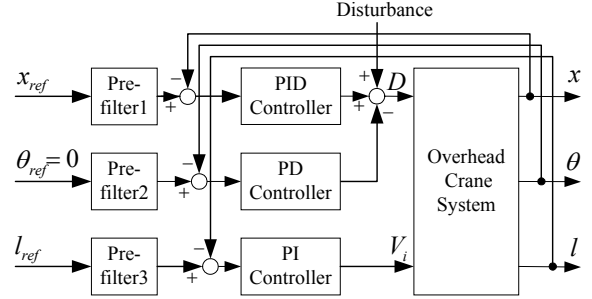 Disturbance
x_ref
Pre-
filter1
−
+
PID
Controller
+
+
−
D
x
θ_ref=0
Pre-
filter2
−
+
PD
Controller
Overhead
Crane
System
θ
l_ref
Pre-
filter3
−
+
PI
Controller
V_i
l